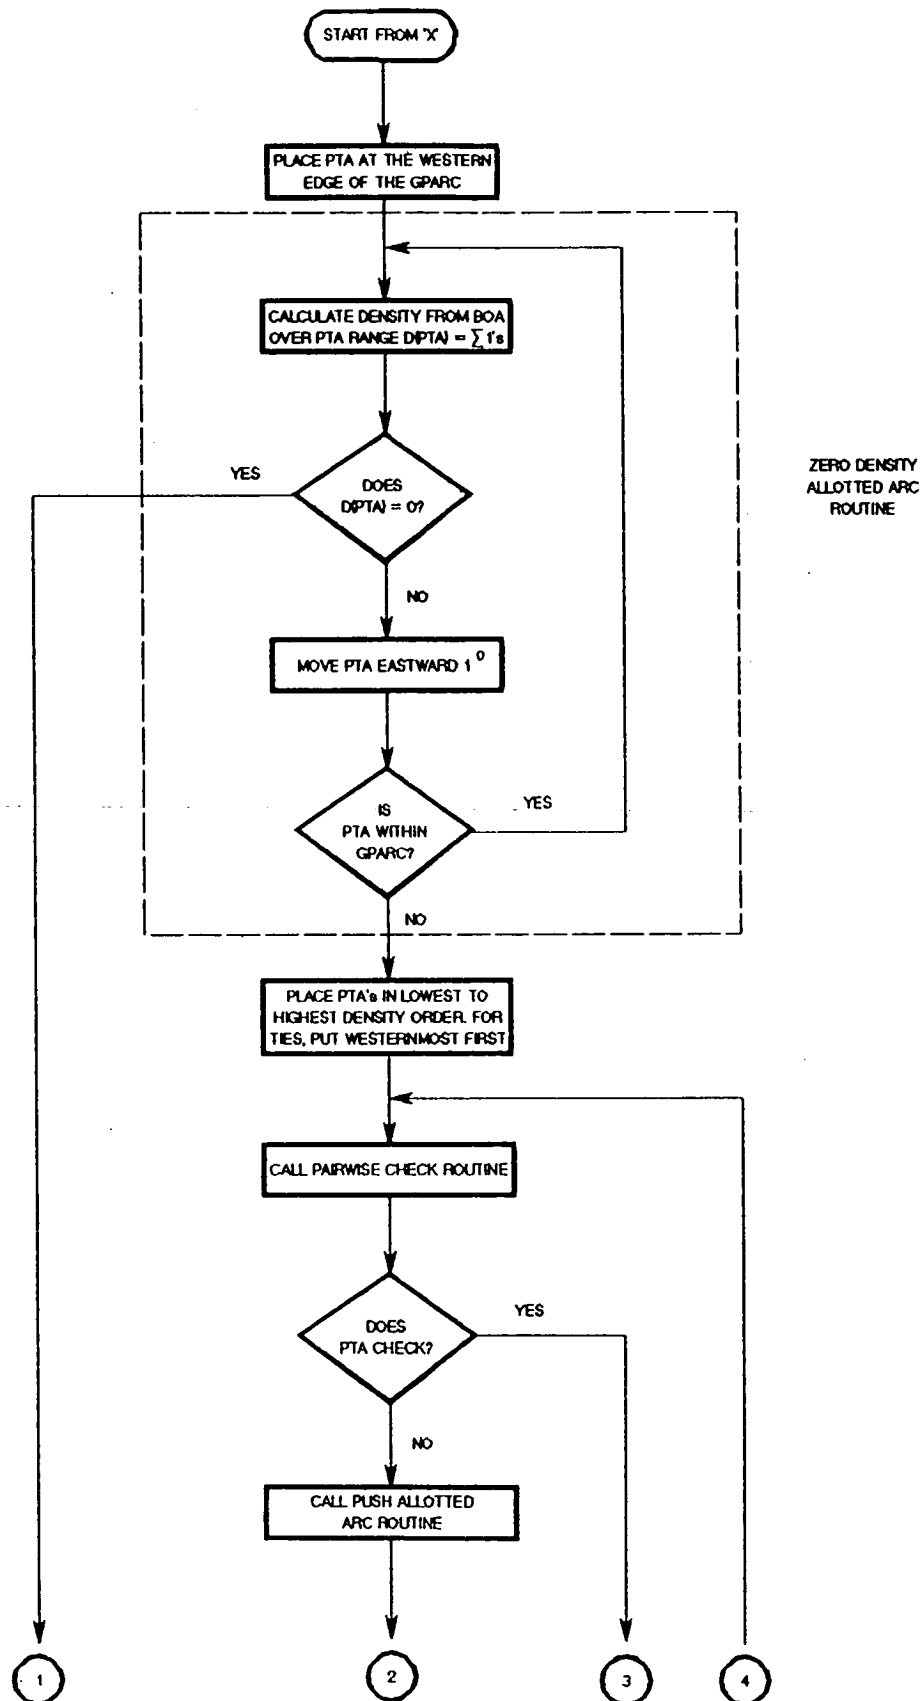 START FROM 'X'
PLACE PTA AT THE WESTERN
EDGE OF THE GPARC
CALCULATE DENSITY FROM BOA
OVER PTA RANGE D(PTA) = ∑ 1's
DOES
D(PTA) = 0?
YES
NO
ZERO DENSITY
ALLOTTED ARC
ROUTINE
MOVE PTA EASTWARD 1°
IS
PTA WITHIN
GPARC?
YES
NO
PLACE PTA's IN LOWEST TO
HIGHEST DENSITY ORDER. FOR
TIES, PUT WESTERNMOST FIRST
CALL PAIRWISE CHECK ROUTINE
DOES
PTA CHECK?
YES
NO
CALL PUSH ALLOTTED
ARC ROUTINE
1
2
3
4